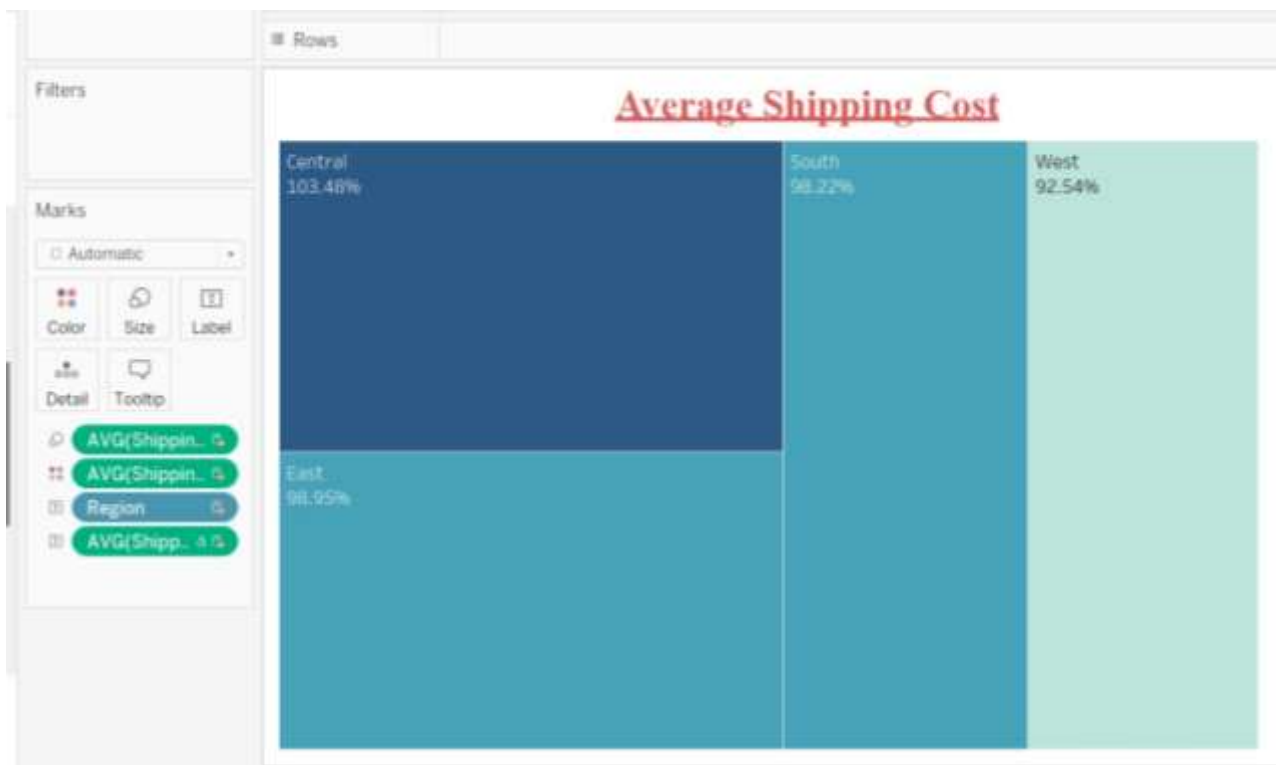 Rows
Filters
Average Shipping Cost
Central
103.48%
South
98.22%
West
92.54%
Marks
Automatic
Color
Size
Label
Detail
Tooltip
AVG(Shippin..
AVG(Shippin..
Region
AVG(Shipp..
East
98.95%